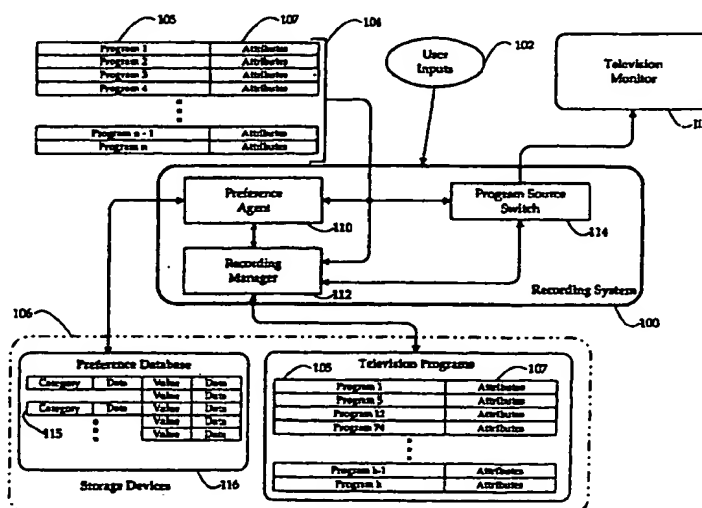 105 107 104
Program 1 Attributes
Program 2 Attributes
Program 3 Attributes
Program 4 Attributes
Program n - 1 Attributes
Program n Attributes
User Inputs
102
Television Monitor
11
Preference Agent
110
Program Source Switch
114
Recording Manager
112
Recording System
100
106
Preference Database
Category Data Value Data
Value Data
Category Data Value Data
Value Data
Value Data
115
116
Storage Devices
Television Programs
105 107
Program 1 Attributes
Program 5 Attributes
Program 12 Attributes
Program 74 Attributes
Program k-1 Attributes
Program k Attributes